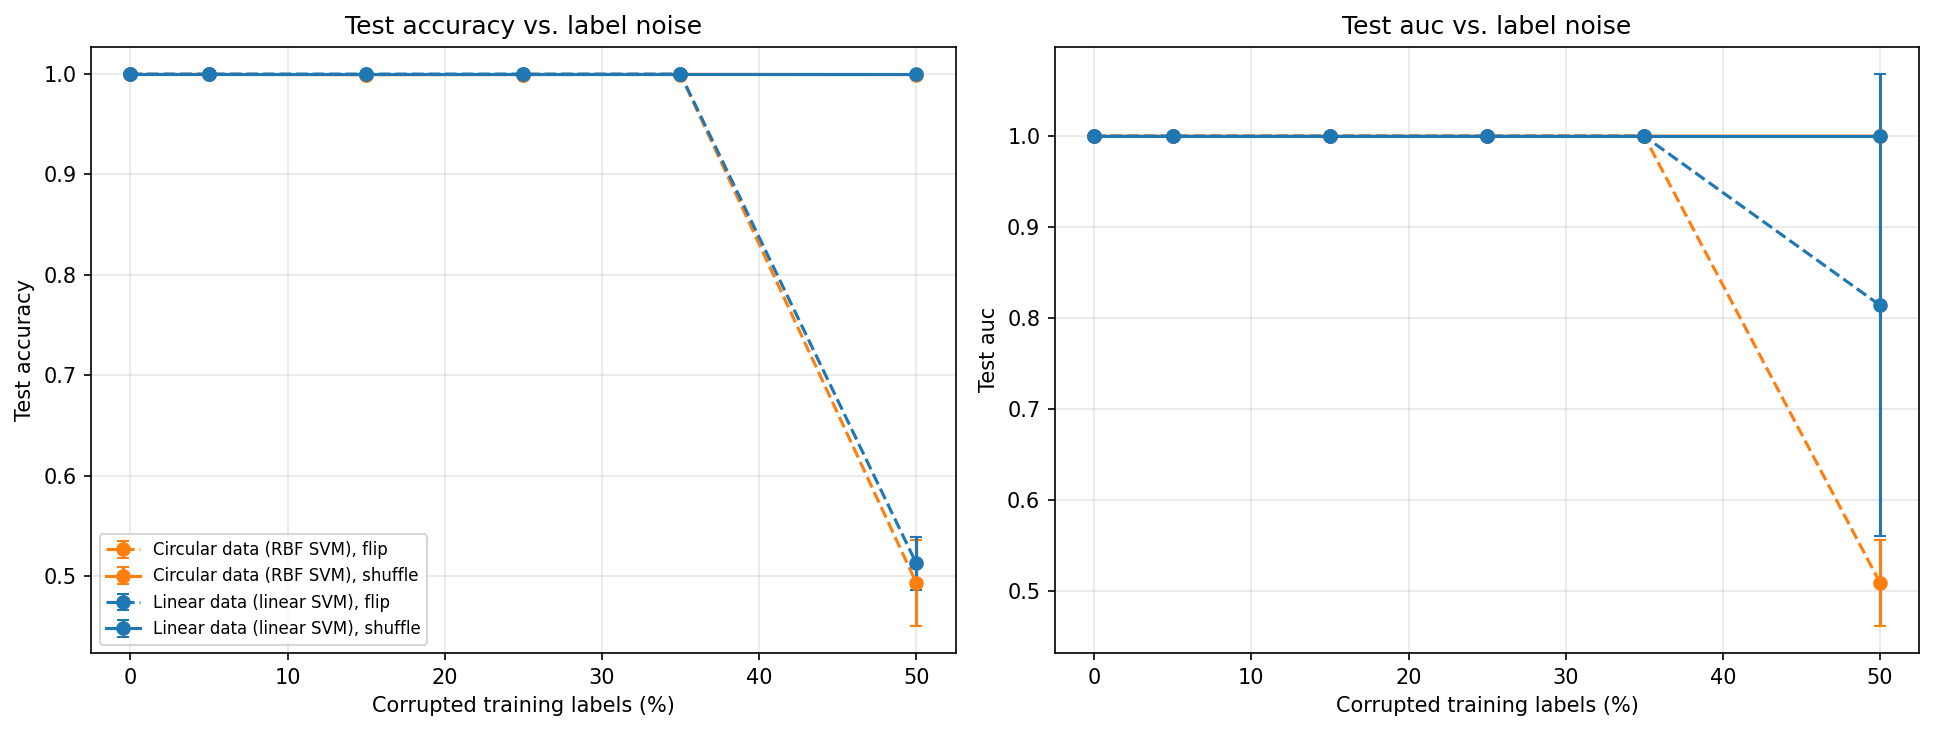 Test accuracy vs. label noise
Test accuracy
1.0
0.9
0.8
0.7
0.6
0.5
Circular data (RBF SVM), flip
Circular data (RBF SVM), shuffle
Linear data (linear SVM), flip
Linear data (linear SVM), shuffle
0 10 20 30 40 50
Corrupted training labels (%)
Test auc vs. label noise
Test auc
1.0
0.9
0.8
0.7
0.6
0.5
0 10 20 30 40 50
Corrupted training labels (%)